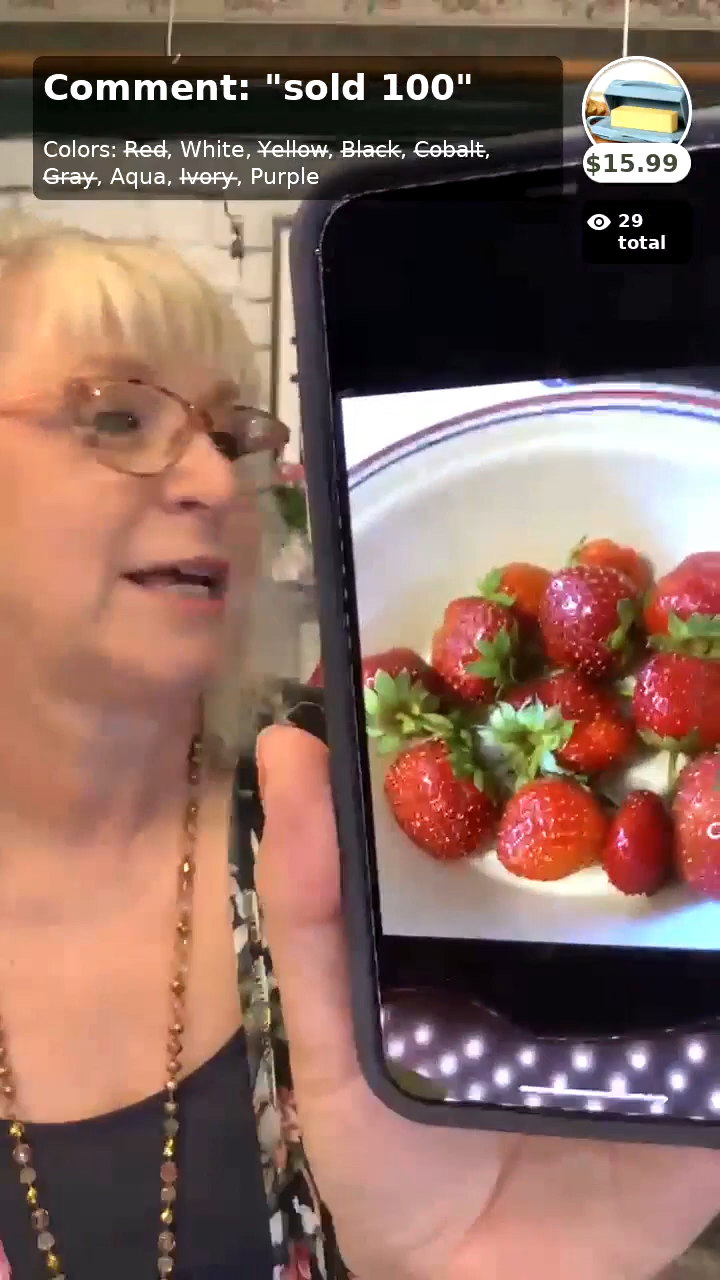 Comment: "sold 100"
Colors: Red, White, Yellow, Black, Cobalt,
Gray, Aqua, Ivory, Purple
$15.99
29
total